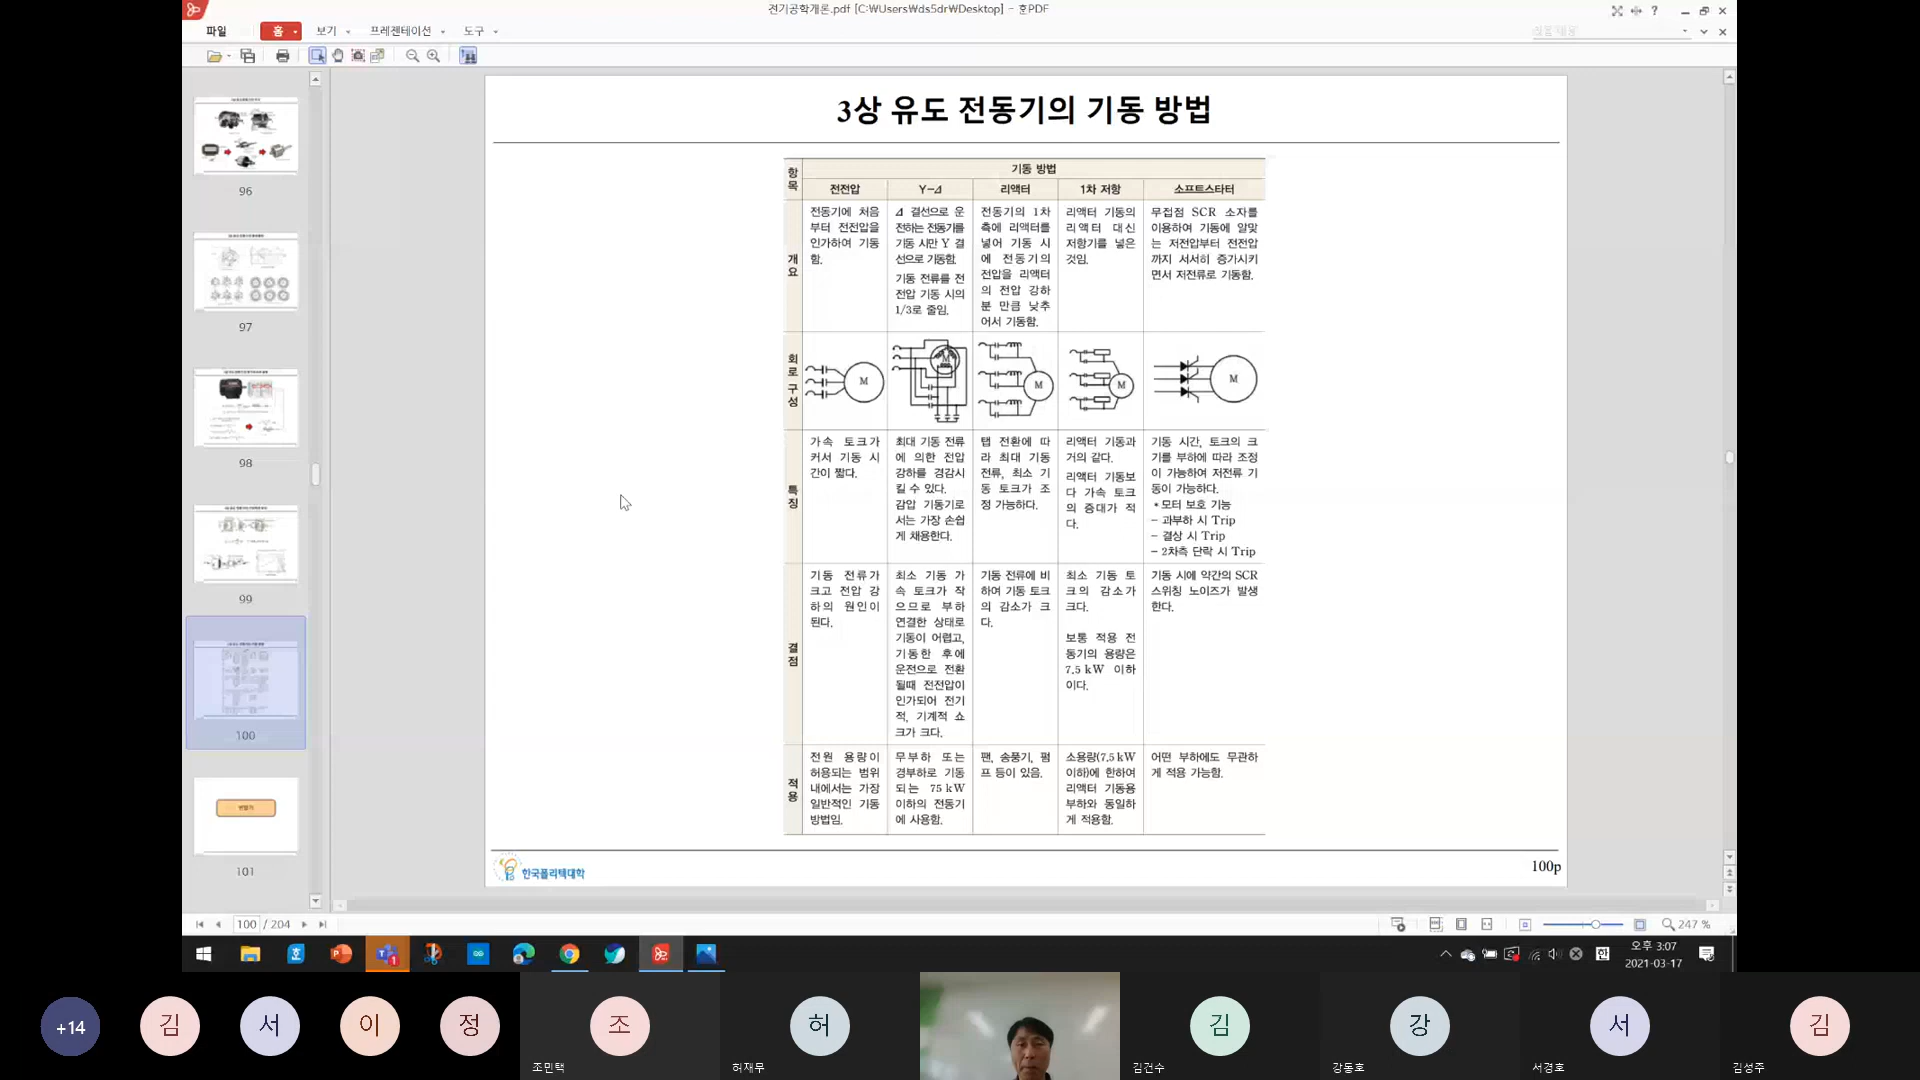 전기공학개론.pdf [C:₩Users₩ds5dr₩Desktop] - 훈PDF
파일
홈
보기
프레젠테이션
도구
96
97
98
99
100
101
3상 유도 전동기의 기동 방법
항목
기동 방법
전전압
Y-⊿
리액터
1차 저항
소프트스타터
개요
전동기에 처음
부터 전전압을
인가하여 기동
함.
⊿ 결선으로 운
전하는 전동기를
기동 시만 Y 결
선으로 기동함.
기동 전류를 전
전압 기동 시의
1/3로 줄임.
전동기의 1차
측에 리액터를
넣어 기동 시
에 전동기의
전압을 리액터
의 전압 강하
분 만큼 낮추
어서 기동함.
리액터 기동의
리액터 대신
저항기를 넣은
것임.
무접점 SCR 소자를
이용하여 기동에 알맞
는 저전압부터 전전압
까지 서서히 증가시키
면서 저전류로 기동함.
회로 구성
M
M
M
M
M
특징
가속 토크가
커서 기동 시
간이 짧다.
최대 기동 전류
에 의한 전압
강하를 경감시
킬 수 있다.
감압 기동기로
서는 가장 손쉽
게 채용한다.
탭 전환에 따
라 최대 기동
전류, 최소 기
동 토크가 조
정 가능하다.
리액터 기동과
거의 같다.
리액터 기동보
다 가속 토크
의 증대가 적
다.
기동 시간, 토크의 크
기를 부하에 따라 조정
이 가능하여 저전류 기
동이 가능하다.
* 모터 보호 기능
- 과부하 시 Trip
- 결상 시 Trip
- 2차측 단락 시 Trip
결점
기동 전류가
크고 전압 강
하의 원인이
된다.
최소 기동 가
속 토크가 작
으므로 부하
연결한 상태로
기동이 어렵고,
기동한 후에
운전으로 전환
될때 전전압이
인가되어 전기
적, 기계적 쇼
크가 크다.
기동 전류에 비
하여 기동 토크
의 감소가 크
다.
최소 기동 토
크의 감소가
크다.
보통 적용 전
동기의 용량은
7.5 kW 이하
이다.
기동 시에 약간의 SCR
스위칭 노이즈가 발생
한다.
적용
전원 용량이
허용되는 범위
내에서는 가장
일반적인 기동
방법임.
무부하 또는
경부하로 기동
되는 75 kW
이하의 전동기
에 사용함.
팬, 송풍기, 펌
프 등이 있음.
소용량(7.5 kW
이하)에 한하여
리액터 기동용
부하와 동일하
게 적용함.
어떤 부하에도 무관하
게 적용 가능함.
한국폴리텍대학
100p
100 / 204
247 %
한
오후 3:07
2021-03-17
+14
김
서
이
정
조
조민택
허
허재무
김
김건수
강
강동호
서
서경호
김
김성주